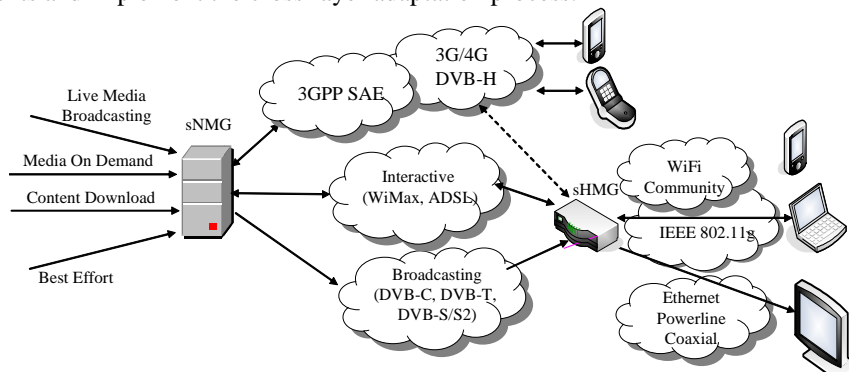 Live Media
Broadcasting
sNMG
Media On Demand
Content Download
Best Effort
3GPP SAE
3G/4G
DVB-H
Interactive
(WiMax, ADSL)
Broadcasting
(DVB-C, DVB-T,
DVB-S/S2)
sHMG
WiFi
Community
IEEE 802.11g
Ethernet
Powerline
Coaxial